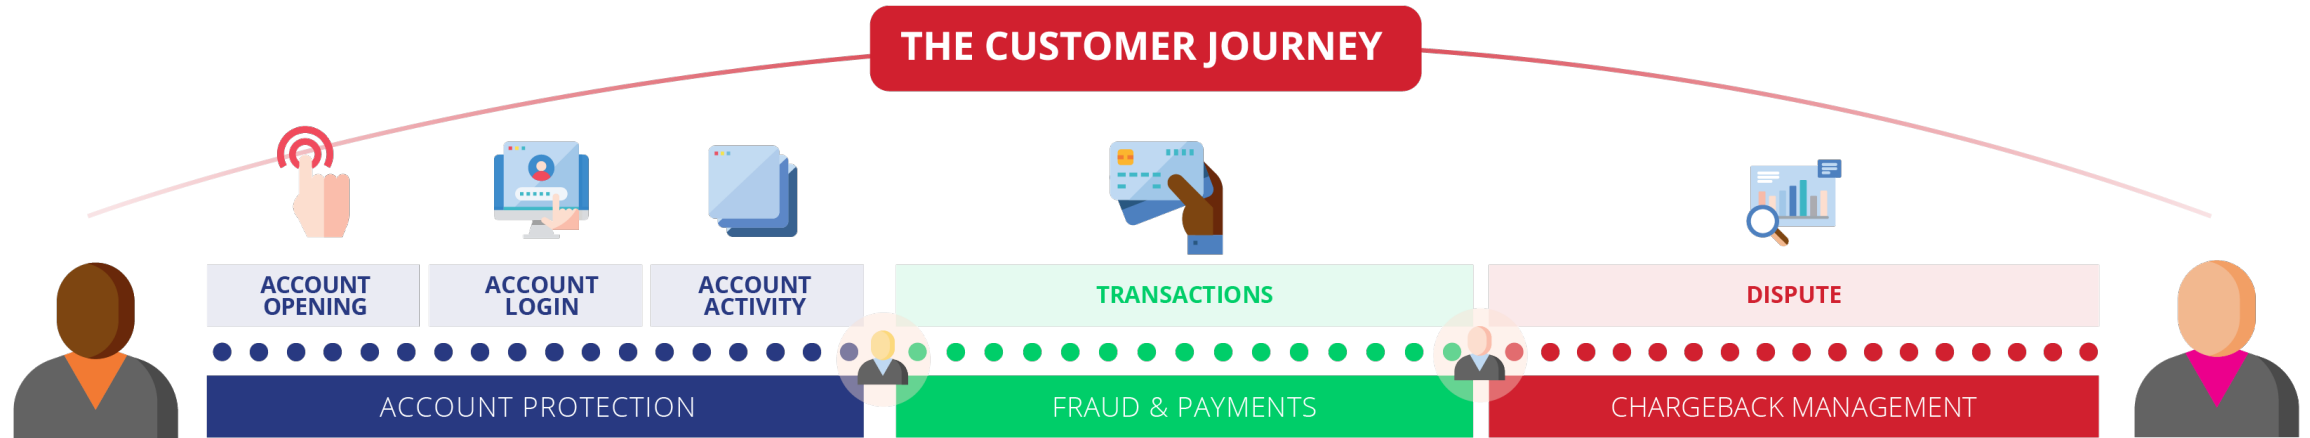 THE CUSTOMER JOURNEY
ACCOUNT
OPENING
ACCOUNT
LOGIN
ACCOUNT
ACTIVITY
TRANSACTIONS
DISPUTE
ACCOUNT PROTECTION
FRAUD & PAYMENTS
CHARGEBACK MANAGEMENT